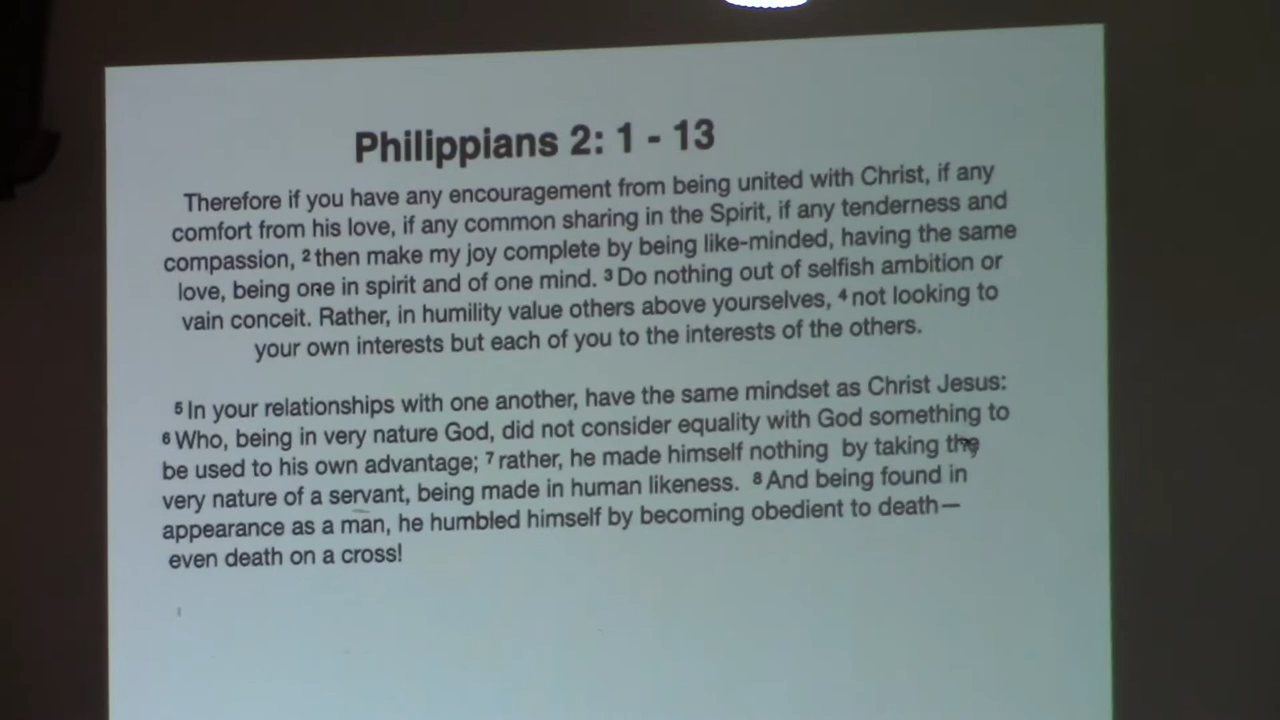 Philippians 2: 1 - 13
Therefore if you have any encouragement from being united with Christ, if any
comfort from his love, if any common sharing in the Spirit, if any tenderness and
compassion, ² then make my joy complete by being like-minded, having the same
love, being one in spirit and of one mind. ³ Do nothing out of selfish ambition or
vain conceit. Rather, in humility value others above yourselves, ⁴ not looking to
your own interests but each of you to the interests of the others.
⁵ In your relationships with one another, have the same mindset as Christ Jesus:
⁶ Who, being in very nature God, did not consider equality with God something to
be used to his own advantage; ⁷ rather, he made himself nothing by taking the
very nature of a servant, being made in human likeness. ⁸ And being found in
appearance as a man, he humbled himself by becoming obedient to death—
even death on a cross!